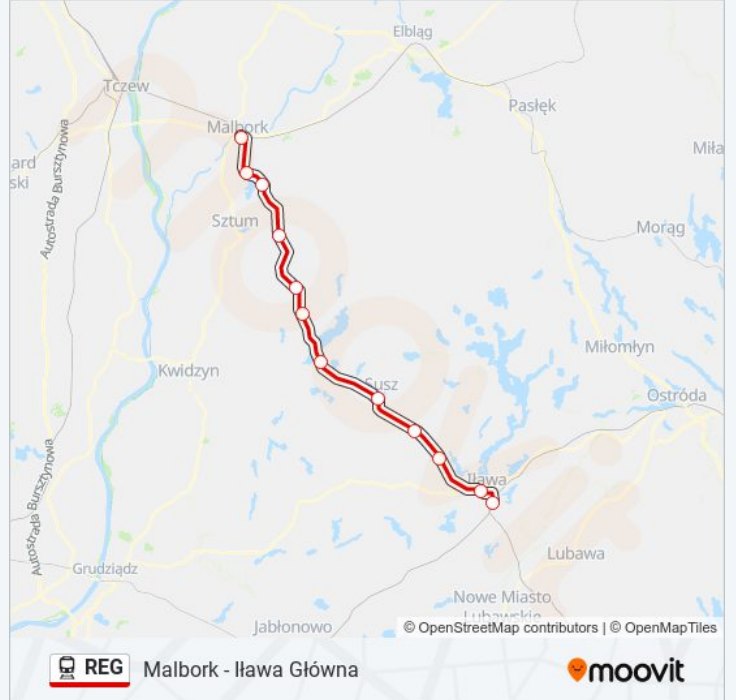 Elbląg
Tczew
Pasłęk
Malbork
Miła
ard
ski
Autostrada Bursztynowa
Sztum
Morąg
Miłomłyn
Kwidzyn
Susz
Ostróda
Autostrada Bursztynowa
Iława
Lubawa
Grudziądz
Nowe Miasto
Lubawskie
Jabłonowo
© OpenStreetMap contributors | © OpenMapTiles
REG Malbork - Iława Główna
moovit